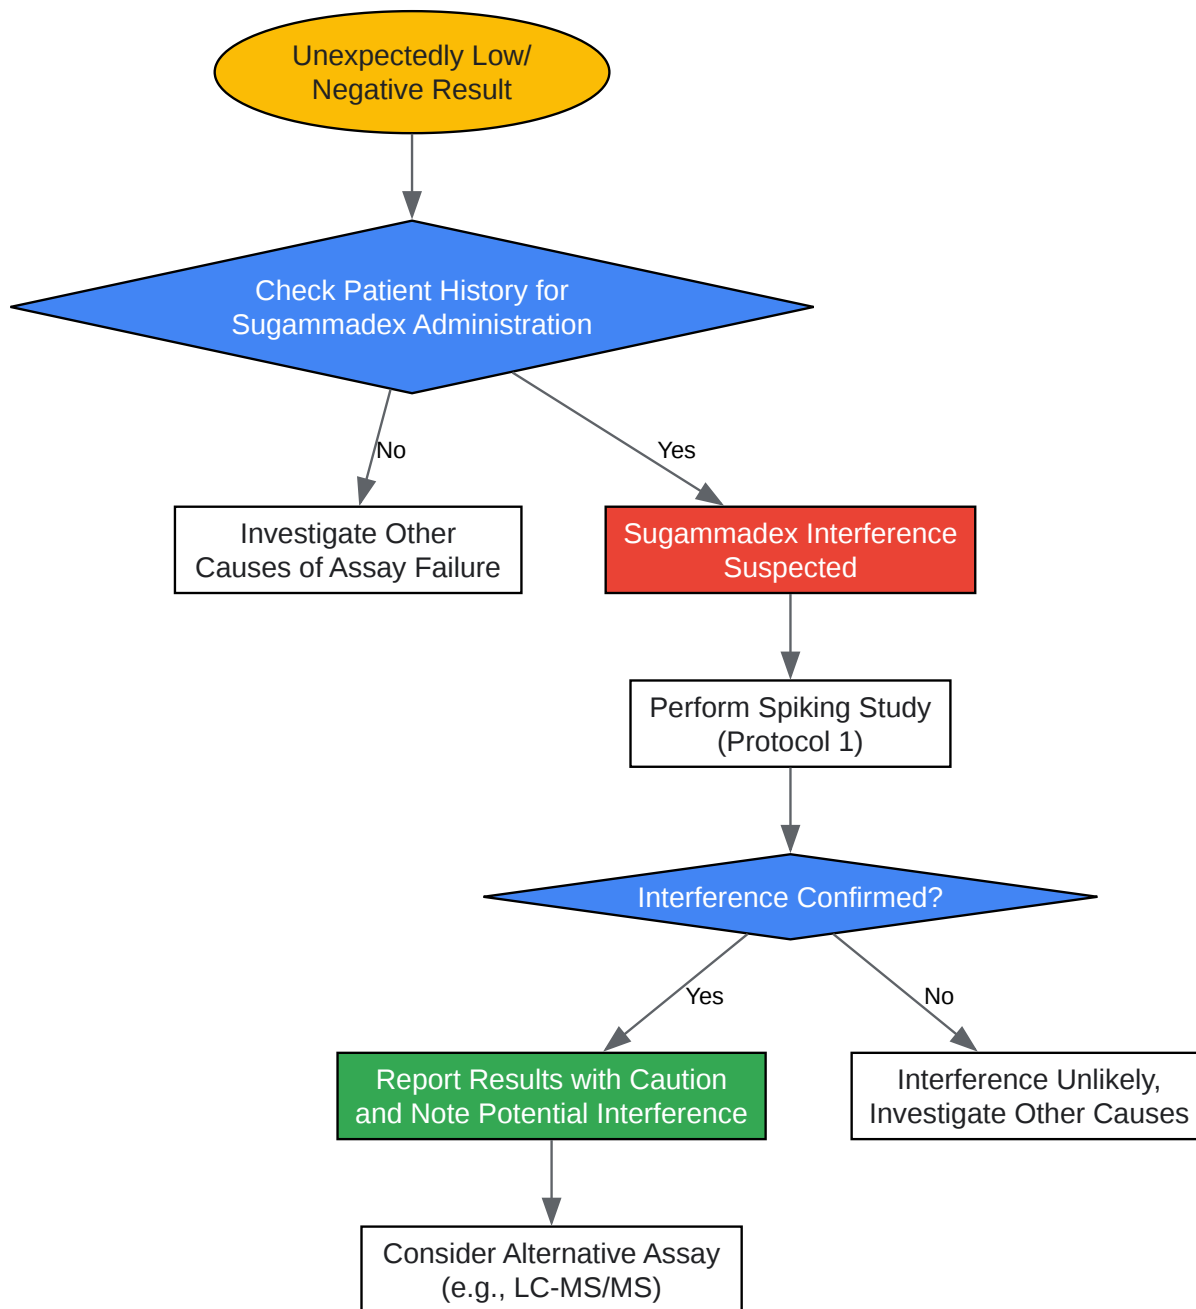 Unexpectedly Low/
Negative Result
Check Patient History for
Sugammadex Administration
No
Yes
Investigate Other
Causes of Assay Failure
Sugammadex Interference
Suspected
Perform Spiking Study
(Protocol 1)
Interference Confirmed?
Yes
No
Report Results with Caution
and Note Potential Interference
Interference Unlikely,
Investigate Other Causes
Consider Alternative Assay
(e.g., LC-MS/MS)